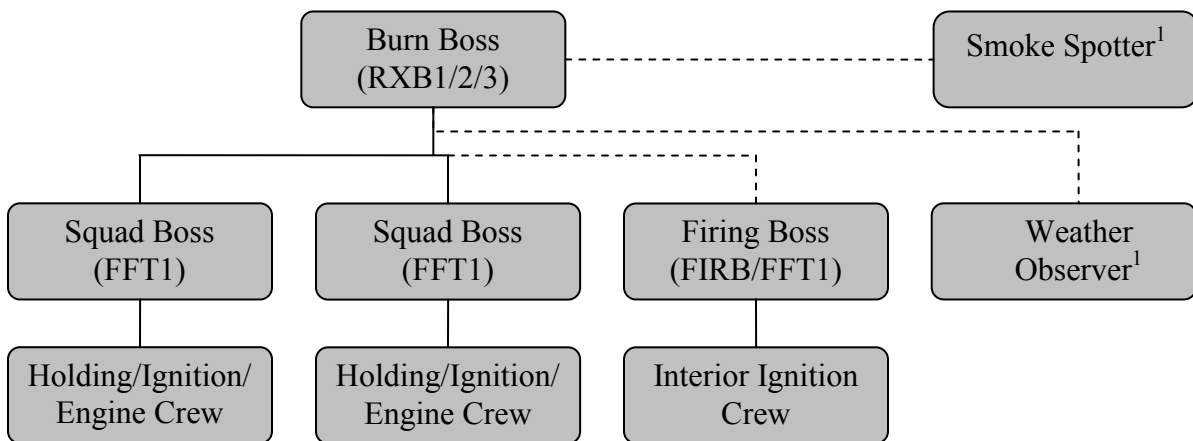 Burn Boss
(RXB1/2/3)
Smoke Spotter¹
Squad Boss
(FFT1)
Squad Boss
(FFT1)
Firing Boss
(FIRB/FFT1)
Weather
Observer¹
Holding/Ignition/
Engine Crew
Holding/Ignition/
Engine Crew
Interior Ignition
Crew